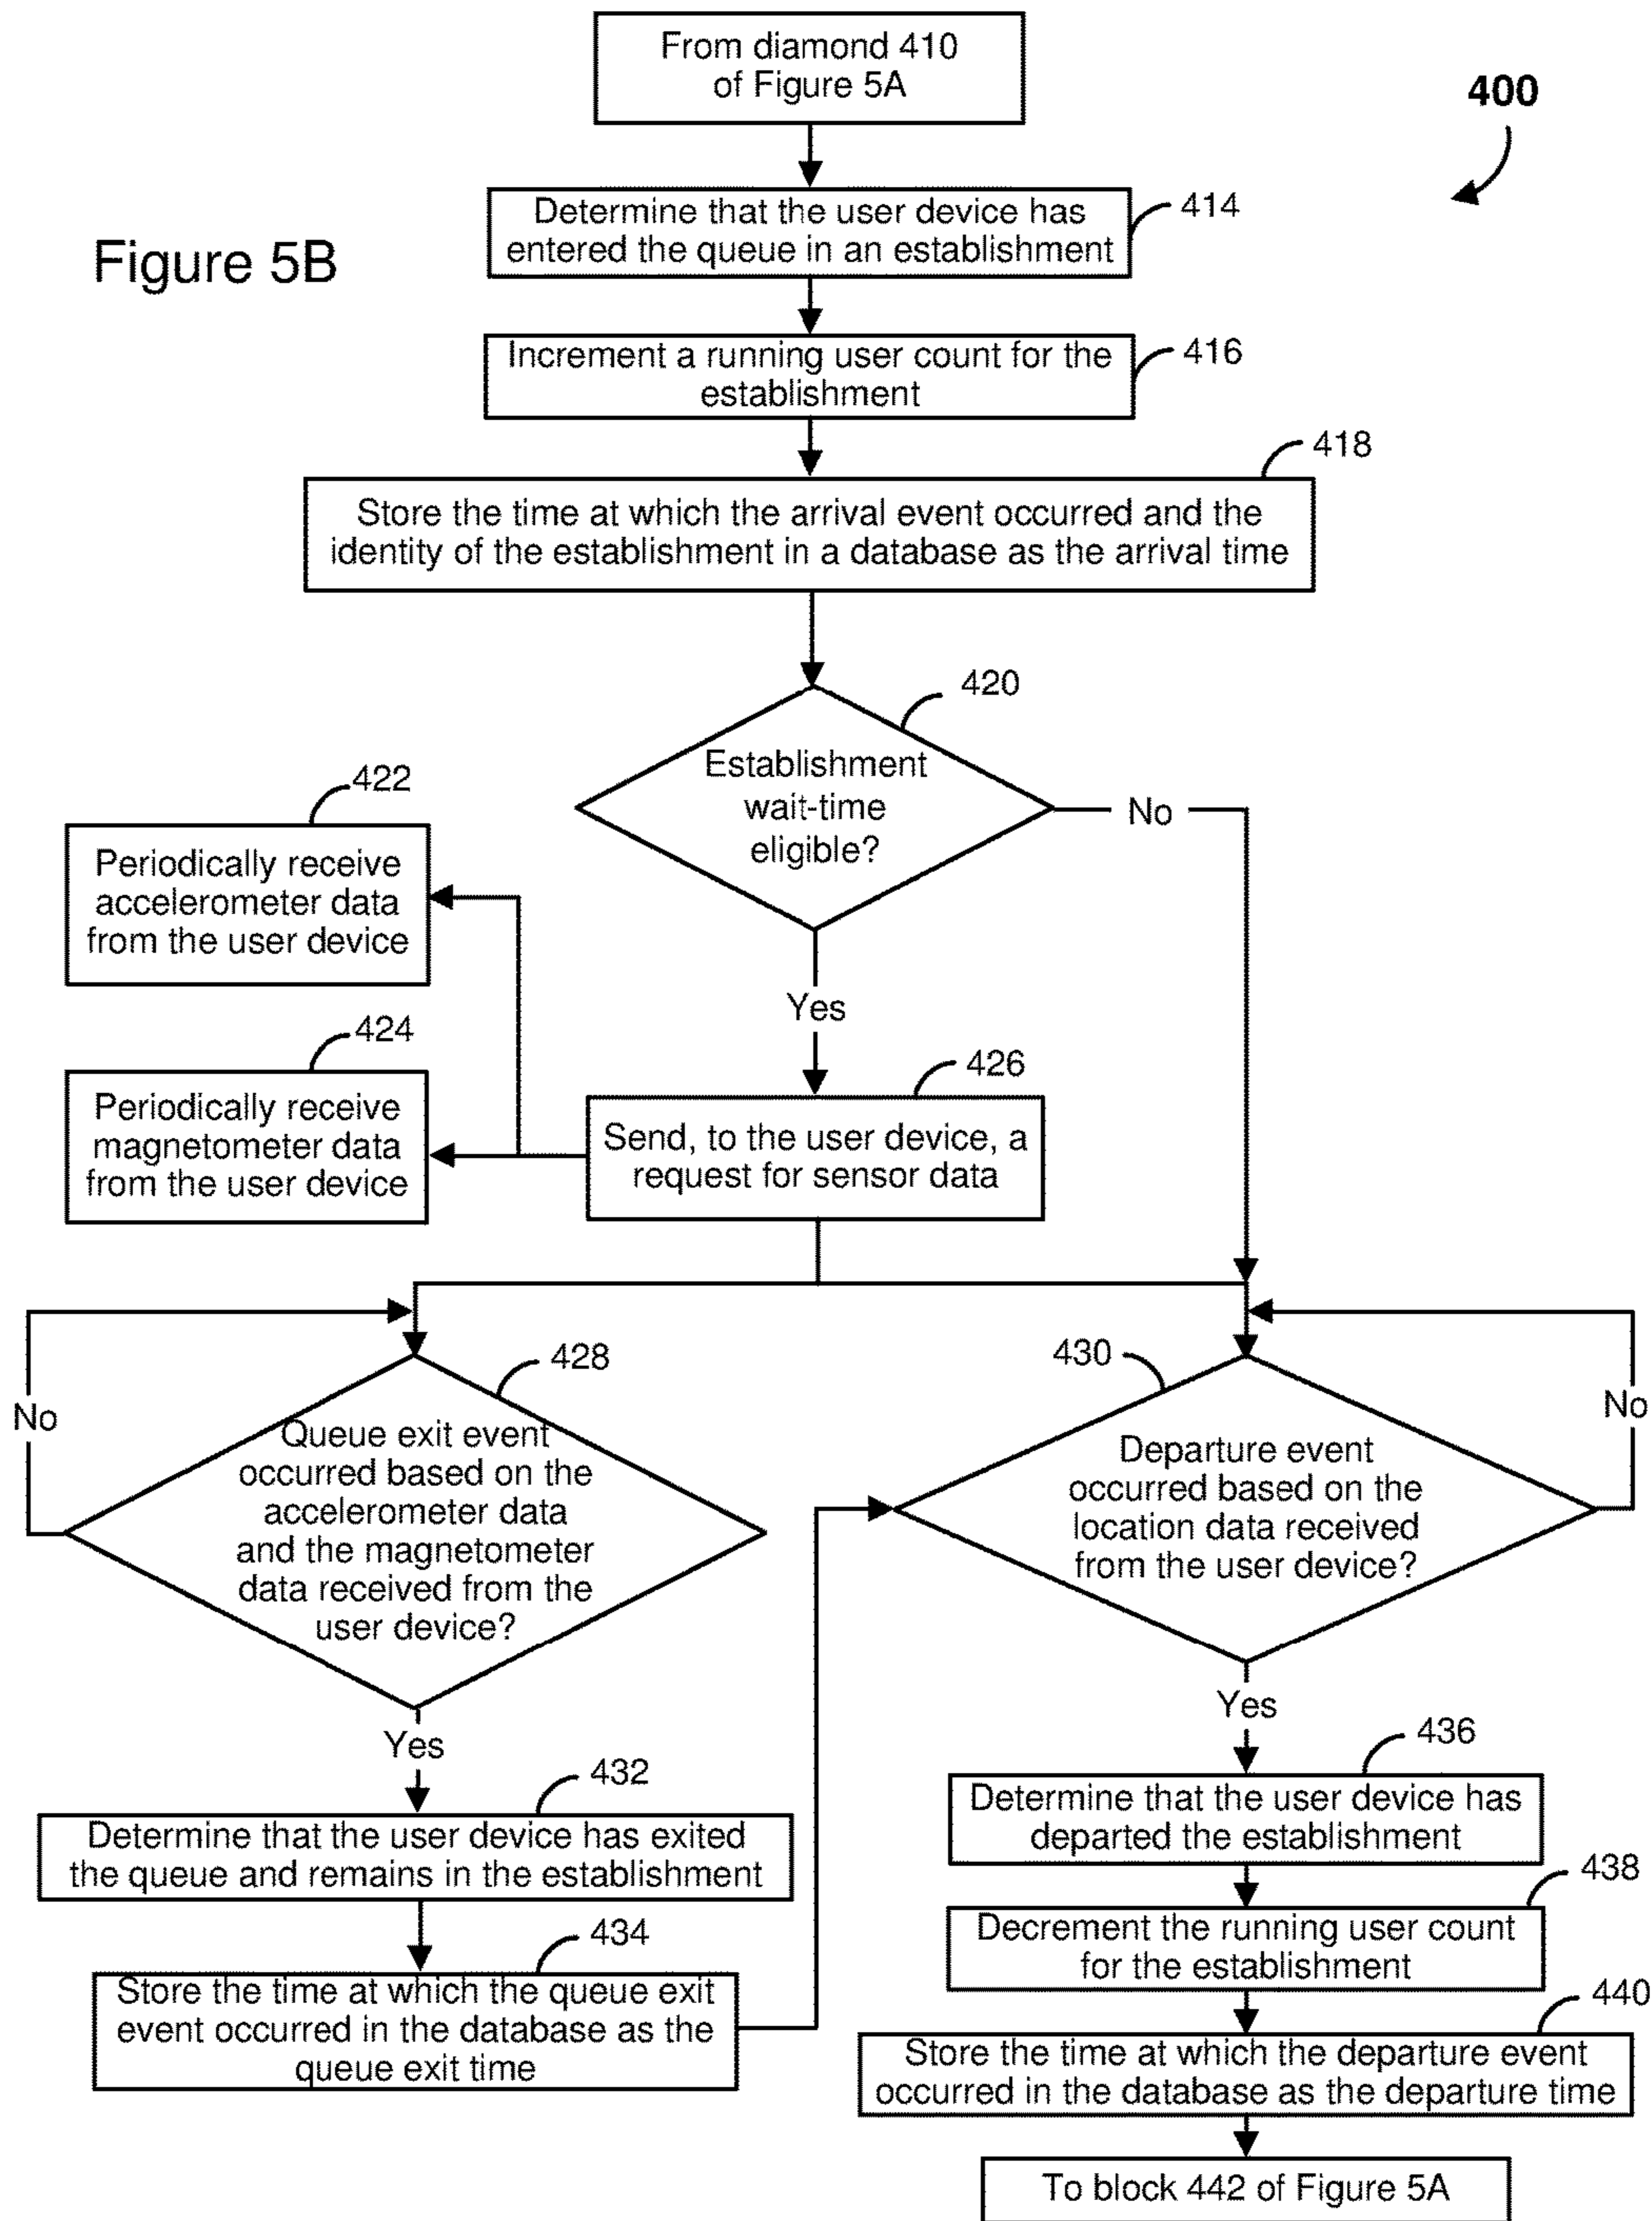 From diamond 410
of Figure 5A
400
Determine that the user device has
entered the queue in an establishment
414
Figure 5B
Increment a running user count for the
establishment
416
418
Store the time at which the arrival event occurred and the
identity of the establishment in a database as the arrival time
420
Establishment
wait-time
eligible?
No
422
Periodically receive
accelerometer data
from the user device
Yes
424
Periodically receive
magnetometer data
from the user device
426
Send, to the user device, a
request for sensor data
428
No
Queue exit event
occurred based on the
accelerometer data
and the magnetometer
data received from the
user device?
430
No
Departure event
occurred based on the
location data received
from the user device?
Yes
432
Determine that the user device has exited
the queue and remains in the establishment
434
Store the time at which the queue exit
event occurred in the database as the
queue exit time
Yes
436
Determine that the user device has
departed the establishment
438
Decrement the running user count
for the establishment
440
Store the time at which the departure event
occurred in the database as the departure time
To block 442 of Figure 5A